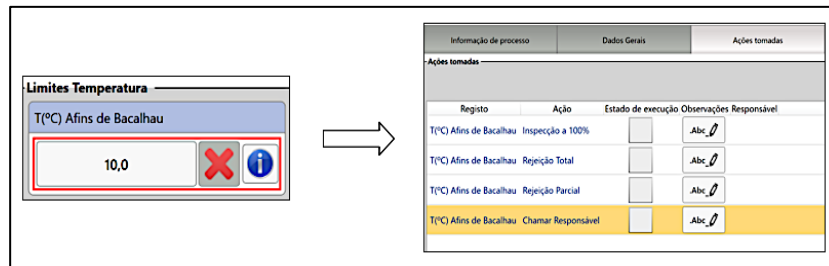 Limites Temperatura
T(ºC) Afins de Bacalhau
10,0
Informação de processo Dados Gerais Ações tomadas
Ações tomadas
Registo Ação Estado de execução Observações Responsável
T(ºC) Afins de Bacalhau Inspecção a 100% .Abc
T(ºC) Afins de Bacalhau Rejeição Total .Abc
T(ºC) Afins de Bacalhau Rejeição Parcial .Abc
T(ºC) Afins de Bacalhau Chamar Responsável .Abc